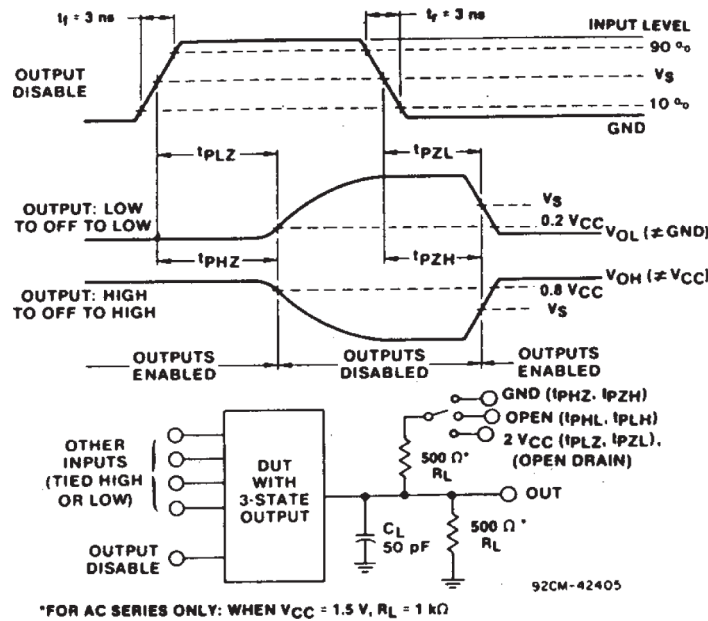 tf = 3 ns
tr = 3 ns
INPUT LEVEL
90 %
OUTPUT
DISABLE
VS
10 %
GND
tPLZ
tPZL
OUTPUT: LOW
TO OFF TO LOW
VS
0.2 VCC
VOL (≠ GND)
tPHZ
tPZH
OUTPUT: HIGH
TO OFF TO HIGH
VOH (≠ VCC)
0.8 VCC
VS
OUTPUTS
ENABLED
OUTPUTS
DISABLED
OUTPUTS
ENABLED
GND (tPHZ, tPZH)
OPEN (tPHL, tPLH)
2 VCC (tPLZ, tPZL),
(OPEN DRAIN)
OTHER
INPUTS
(TIED HIGH
OR LOW)
DUT
WITH
3-STATE
OUTPUT
500 Ω*
RL
OUT
OUTPUT
DISABLE
CL
50 pF
500 Ω*
RL
92CM-42405
*FOR AC SERIES ONLY: WHEN VCC = 1.5 V, RL = 1 kΩ